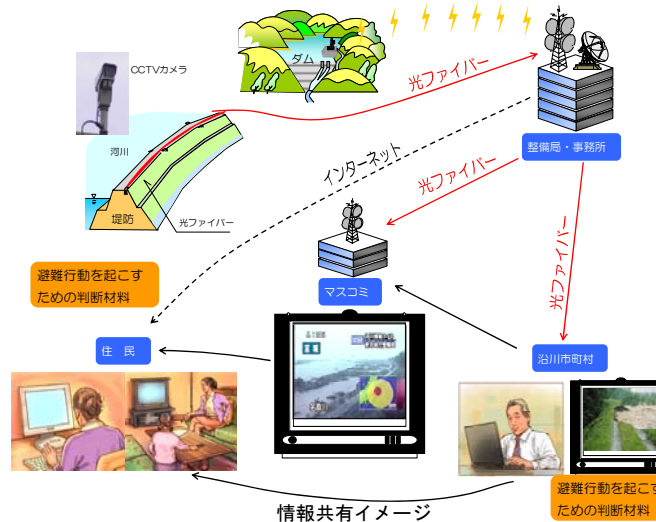 CCTVカメラ
ダム
光ファイバー
整備局・事務所
河川
インターネット
光ファイバー
堤防
光ファイバー
光ファイバー
避難行動を起こす
ための判断材料
マスコミ
住　民
沿川市町村
避難行動を起こす
ための判断材料
情報共有イメージ